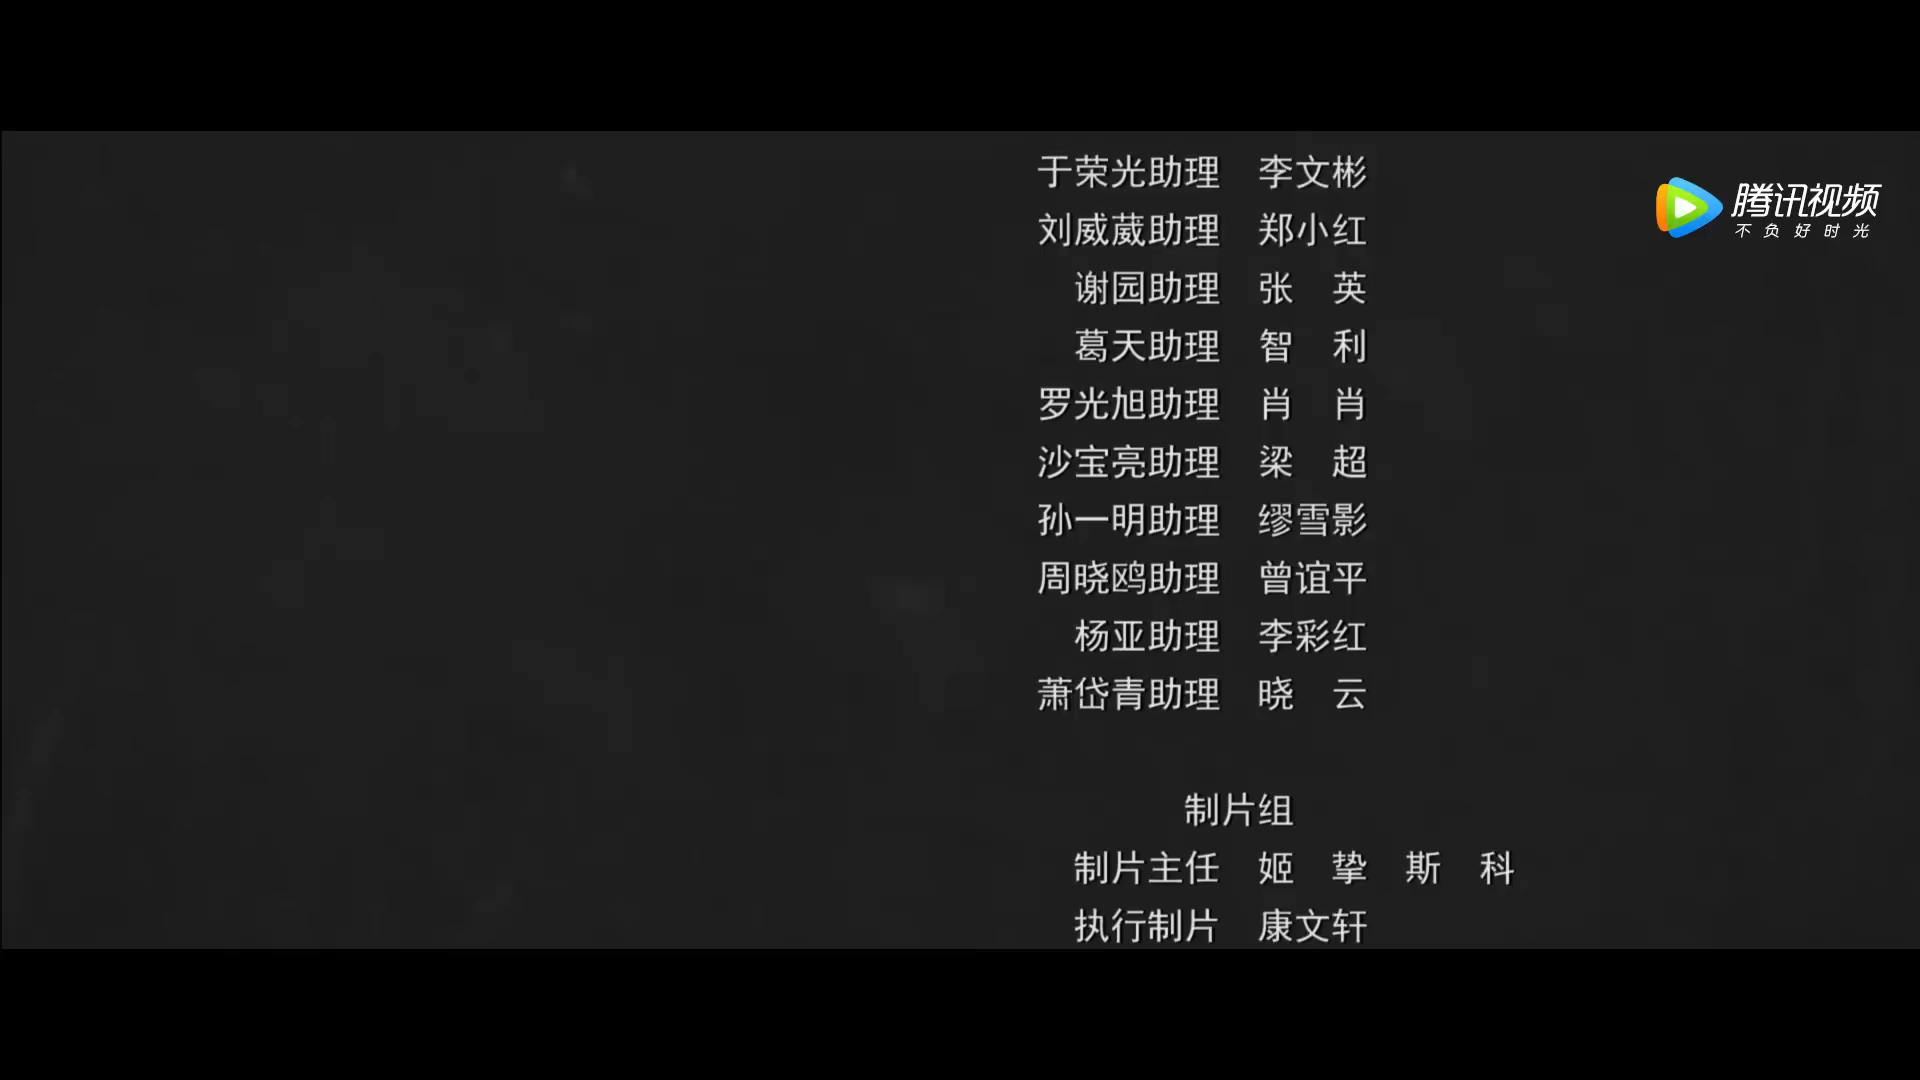 于荣光助理 李文彬
刘威葳助理 郑小红
谢园助理 张 英
葛天助理 智 利
罗光旭助理 肖 肖
沙宝亮助理 梁 超
孙一明助理 缪雪影
周晓鸥助理 曾谊平
杨亚助理 李彩红
萧岱青助理 晓 云
制片组
制片主任 姬 挚 斯 科
执行制片 康文轩
腾讯视频
不负好时光